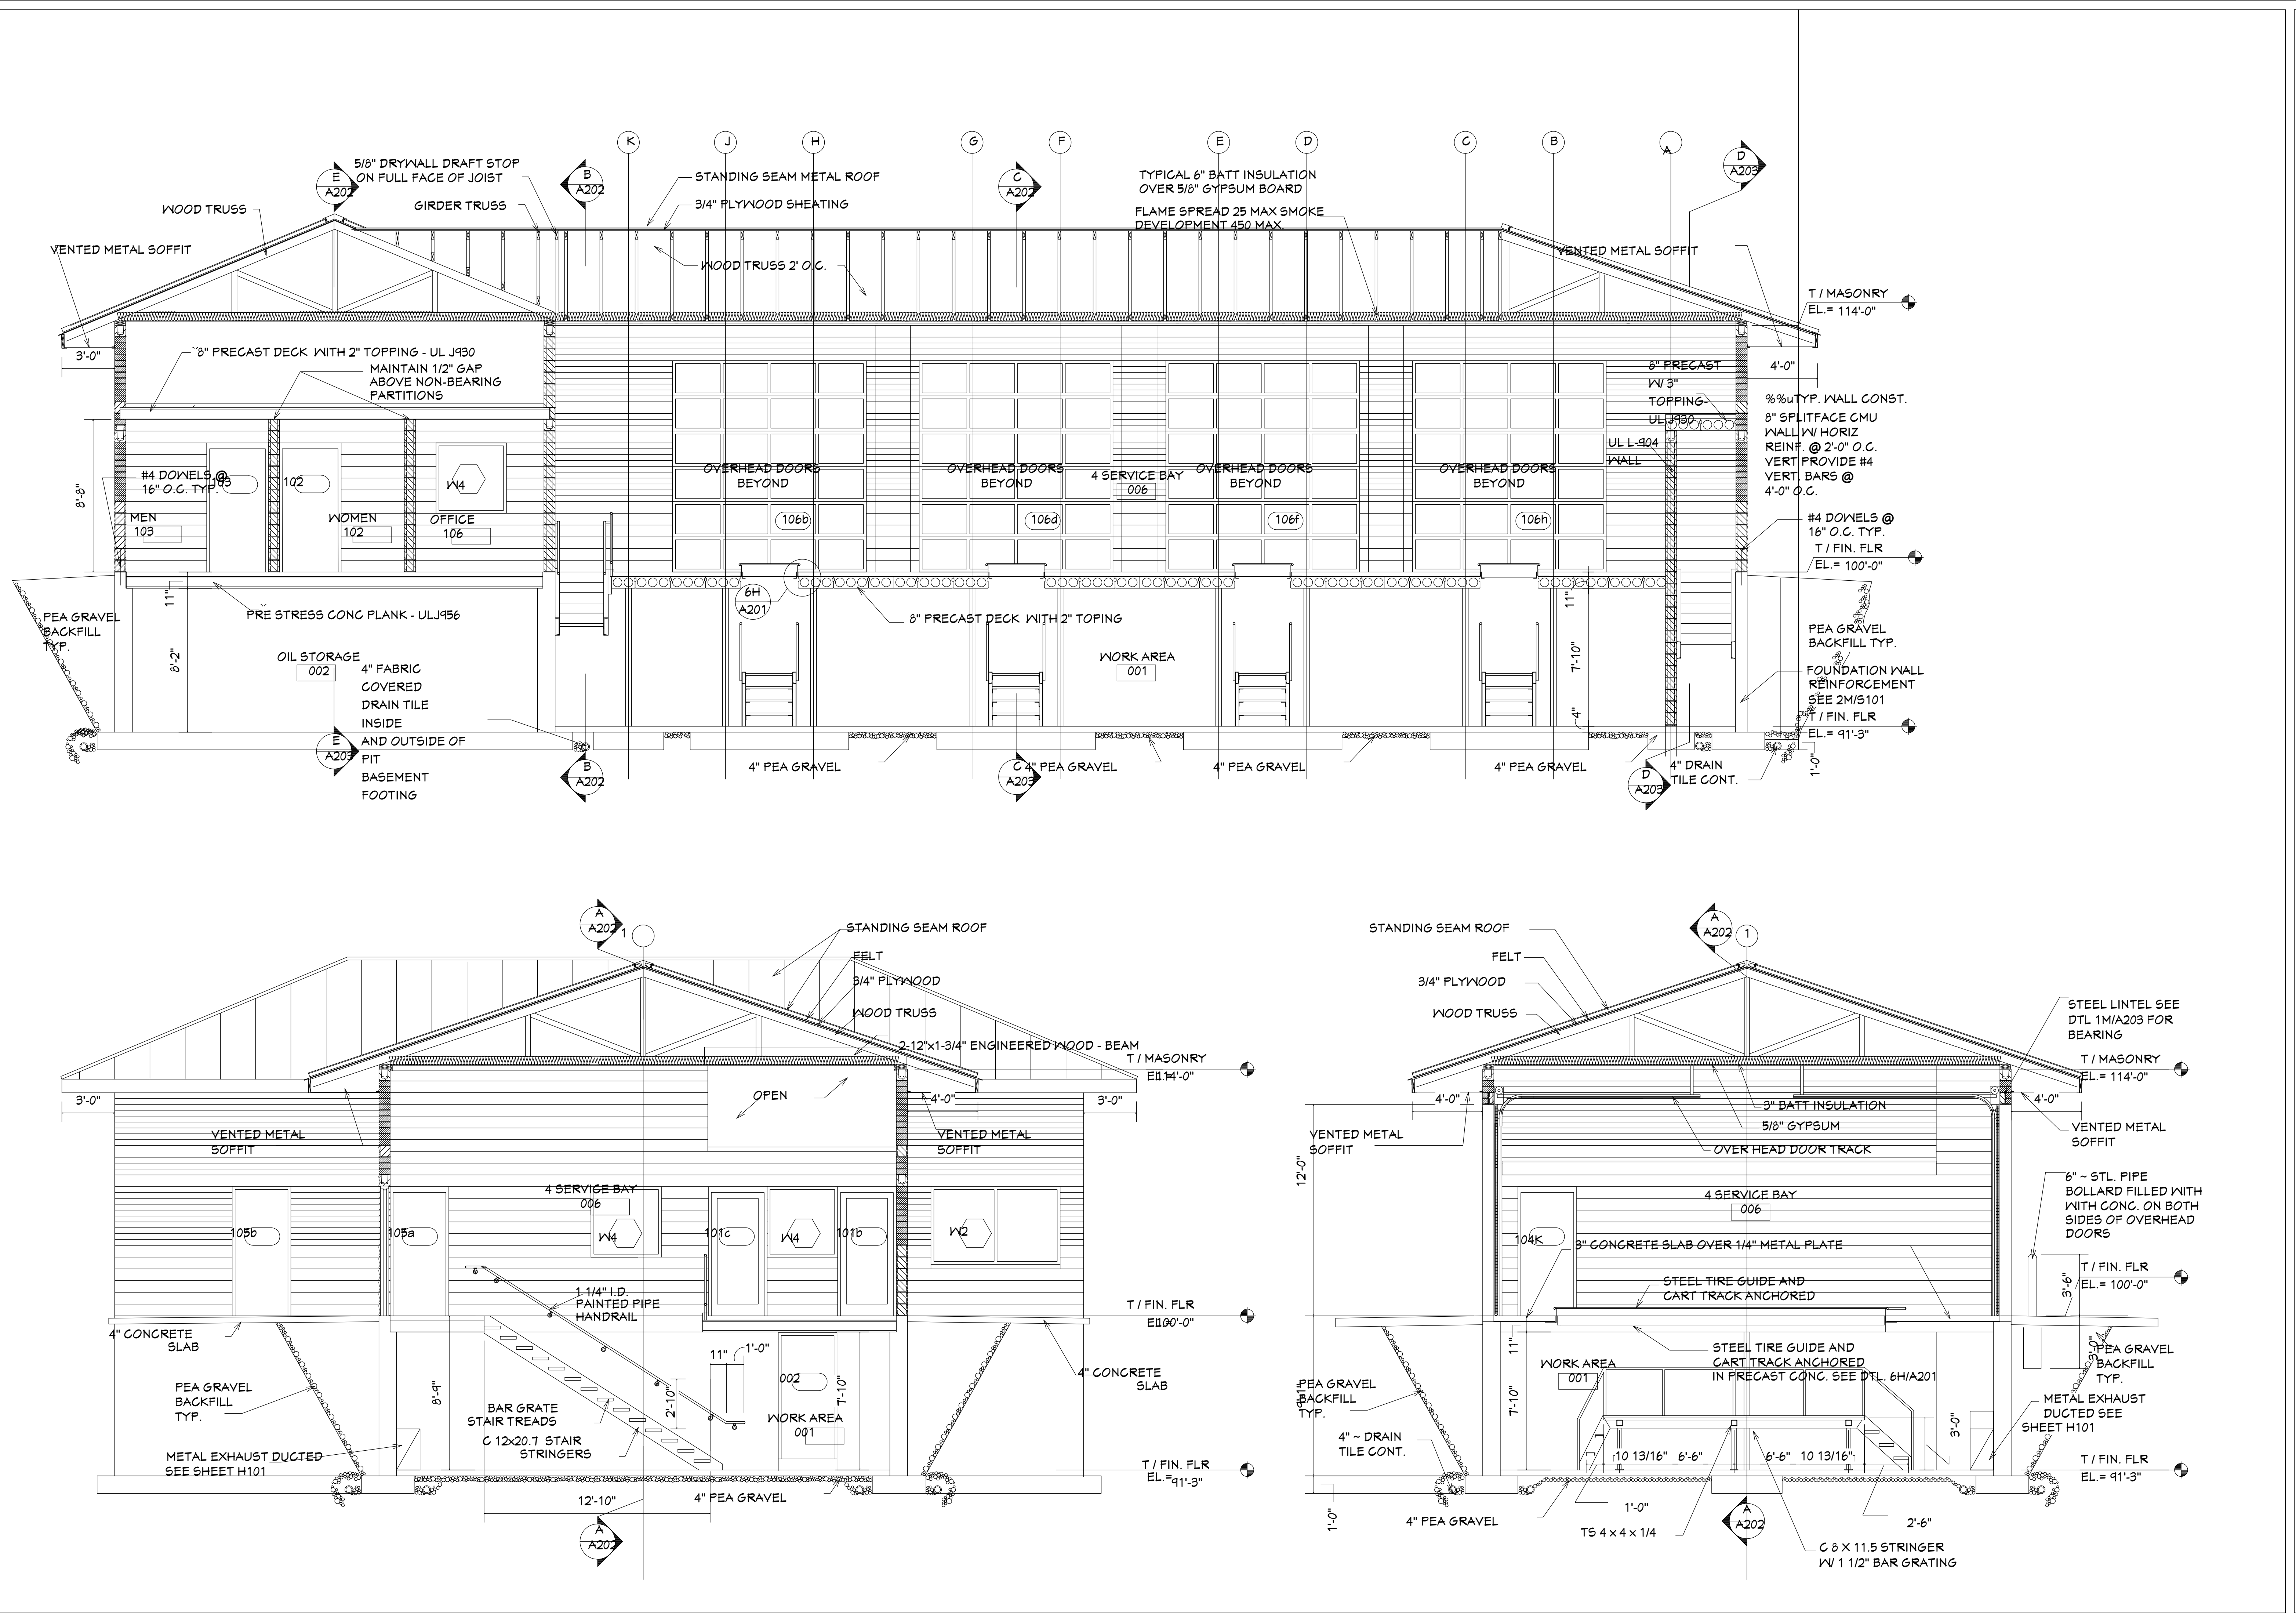 K J H G F E D C B A
E
A202
5/8" DRYWALL DRAFT STOP
ON FULL FACE OF JOIST
B
A202
STANDING SEAM METAL ROOF
C
A202
TYPICAL 6" BATT INSULATION
OVER 5/8" GYPSUM BOARD
D
A203
WOOD TRUSS
GIRDER TRUSS
3/4" PLYWOOD SHEATING
FLAME SPREAD 25 MAX SMOKE
DEVELOPMENT 450 MAX.
VENTED METAL SOFFIT
WOOD TRUSS 2' O.C.
VENTED METAL SOFFIT
T / MASONRY
EL.= 114'-0"
3'-0"
8" PRECAST DECK WITH 2" TOPPING - UL J930
MAINTAIN 1/2" GAP
ABOVE NON-BEARING
PARTITIONS
8" PRECAST
W/ 3"
TOPPING-
UL J930
UL L-904
WALL
4'-0"
%%uTYP. WALL CONST.
8" SPLITFACE CMU
WALL W/ HORIZ
REINF. @ 2'-0" O.C.
VERT PROVIDE #4
VERT. BARS @
4'-0" O.C.
8'-8"
#4 DOWELS @
16" O.C. TYP.
103
102
W4
OVERHEAD DOORS
BEYOND
OVERHEAD DOORS
BEYOND
4 SERVICE BAY
006
OVERHEAD DOORS
BEYOND
OVERHEAD DOORS
BEYOND
MEN
103
WOMEN
102
OFFICE
106
106b
106d
106f
106h
#4 DOWELS @
16" O.C. TYP.
T / FIN. FLR
EL.= 100'-0"
11"
PRE STRESS CONC PLANK - ULJ956
6H
A201
8" PRECAST DECK WITH 2" TOPING
11"
PEA GRAVEL
BACKFILL
TYP.
8'-2"
OIL STORAGE
002
4" FABRIC
COVERED
DRAIN TILE
INSIDE
AND OUTSIDE OF
PIT
BASEMENT
FOOTING
WORK AREA
001
7'-10"
4"
PEA GRAVEL
BACKFILL TYP.
FOUNDATION WALL
REINFORCEMENT
SEE 2M/S101
T / FIN. FLR
EL.= 91'-3"
E
A203
B
A202
4" PEA GRAVEL
C
A203
4" PEA GRAVEL
4" PEA GRAVEL
4" PEA GRAVEL
D
A203
4" DRAIN
TILE CONT.
1'-0"
A
A202
1
STANDING SEAM ROOF
FELT
3/4" PLYWOOD
WOOD TRUSS
2-12"x1-3/4" ENGINEERED WOOD - BEAM
T / MASONRY
EL.= 114'-0"
3'-0"
OPEN
4'-0"
3'-0"
VENTED METAL
SOFFIT
VENTED METAL
SOFFIT
4 SERVICE BAY
006
105b
105a
W4
101c
W4
101b
W2
1 1/4" I.D.
PAINTED PIPE
HANDRAIL
T / FIN. FLR
EL.= 100'-0"
4" CONCRETE
SLAB
11"
1'-0"
4" CONCRETE
SLAB
PEA GRAVEL
BACKFILL
TYP.
8'-9"
BAR GRATE
STAIR TREADS
C 12x20.7 STAIR
STRINGERS
2'-10"
002
7'-10"
WORK AREA
001
METAL EXHAUST DUCTED
SEE SHEET H101
T / FIN. FLR
EL.= 91'-3"
12'-10"
4" PEA GRAVEL
A
A202
A
A202
1
STANDING SEAM ROOF
FELT
3/4" PLYWOOD
WOOD TRUSS
STEEL LINTEL SEE
DTL 1M/A203 FOR
BEARING
T / MASONRY
EL.= 114'-0"
4'-0"
3" BATT INSULATION
5/8" GYPSUM
OVER HEAD DOOR TRACK
4'-0"
VENTED METAL
SOFFIT
VENTED METAL
SOFFIT
12'-0"
6" ~ STL. PIPE
BOLLARD FILLED WITH
WITH CONC. ON BOTH
SIDES OF OVERHEAD
DOORS
4 SERVICE BAY
006
104K
3" CONCRETE SLAB OVER 1/4" METAL PLATE
STEEL TIRE GUIDE AND
CART TRACK ANCHORED
T / FIN. FLR
EL.= 100'-0"
3'-6"
11"
STEEL TIRE GUIDE AND
CART TRACK ANCHORED
IN PRECAST CONC. SEE DTL. 6H/A201
WORK AREA
001
3'-0"
PEA GRAVEL
BACKFILL
TYP.
PEA GRAVEL
BACKFILL
TYP.
7'-10"
METAL EXHAUST
DUCTED SEE
SHEET H101
3'-0"
4" ~ DRAIN
TILE CONT.
10 13/16" 6'-6" 6'-6" 10 13/16"
T / FIN. FLR
EL.= 91'-3"
1'-0"
4" PEA GRAVEL
1'-0"
TS 4 x 4 x 1/4
A
A202
2'-6"
C 8 X 11.5 STRINGER
W/ 1 1/2" BAR GRATING